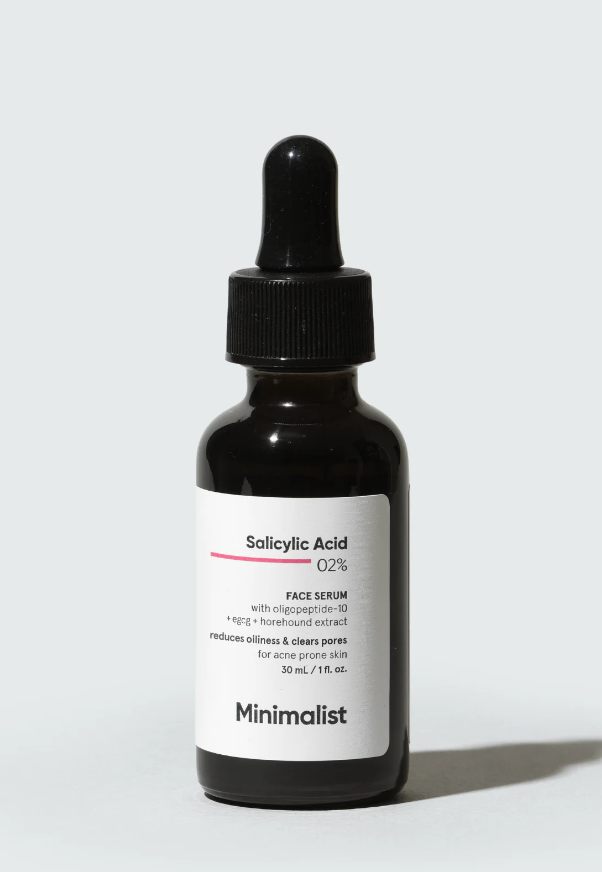 Salicylic Acid
02%
FACE SERUM
with oligopeptide-10
+ egcg + horehound extract
reduces oiliness & clears pores
for acne prone skin
30 mL / 1 fl. oz.
Minimalist